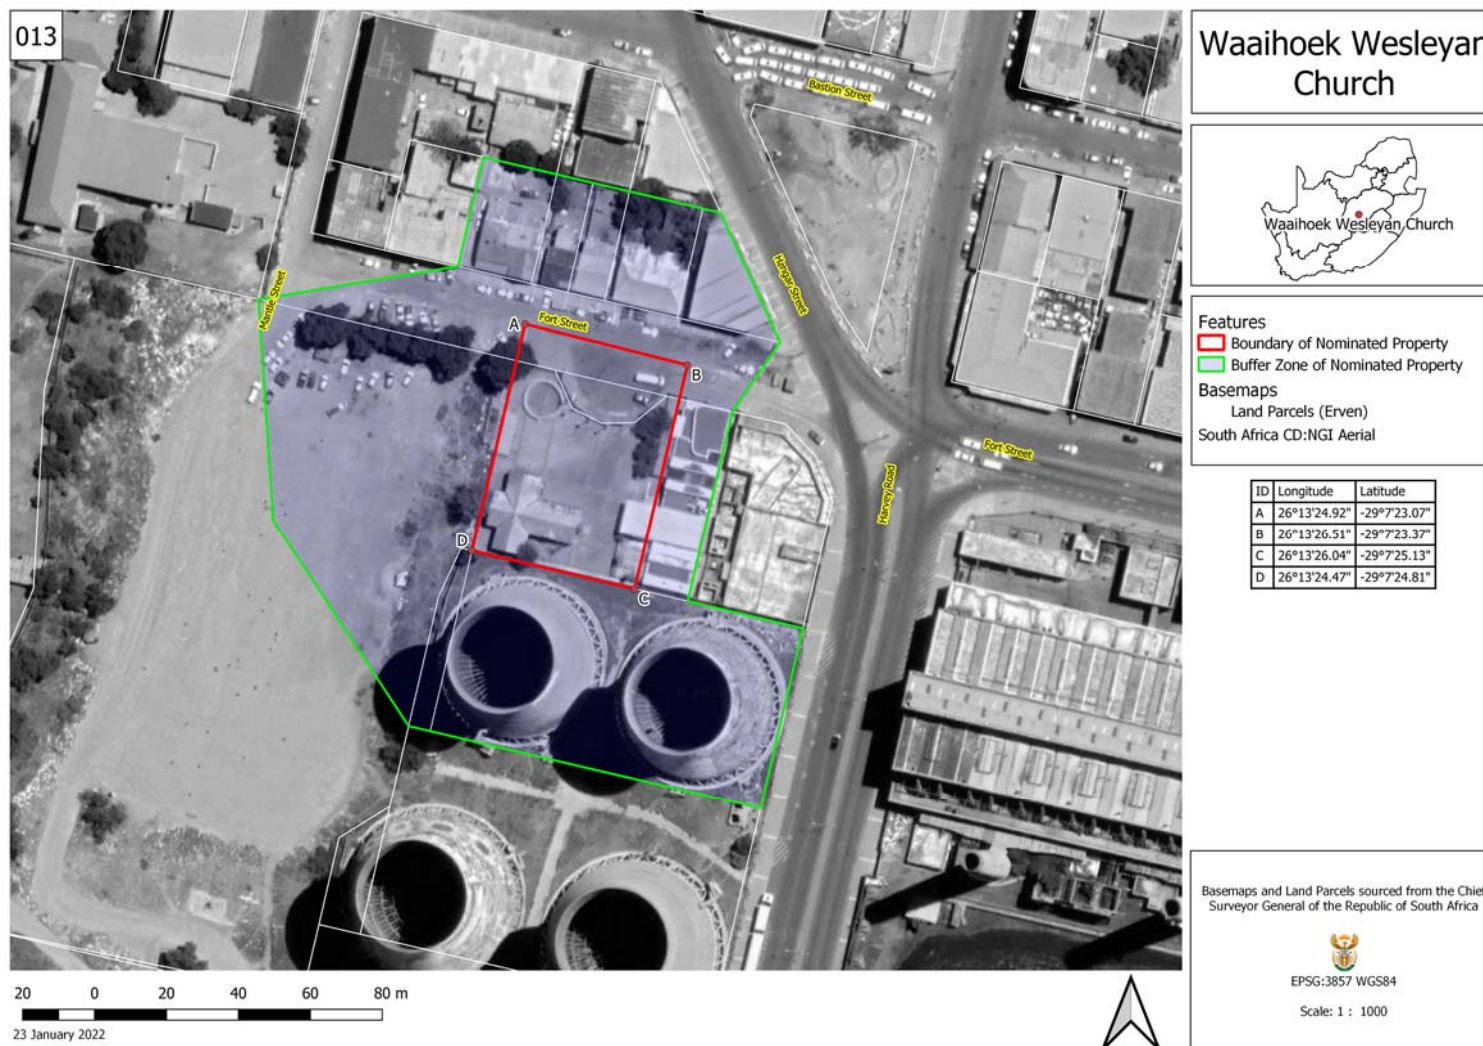 013
Waaihoek Wesleyan
Church
Bastion Street
Waaihoek Wesleyan Church
Mantle Street
Hengar Street
A
Fort Street
B
Features
Boundary of Nominated Property
Buffer Zone of Nominated Property
Basemaps
Land Parcels (Erven)
South Africa CD:NGI Aerial
Fort Street
Harvey Road
ID Longitude Latitude
A 26°13'24.92" -29°7'23.07"
B 26°13'26.51" -29°7'23.37"
C 26°13'26.04" -29°7'25.13"
D 26°13'24.47" -29°7'24.81"
D
C
Basemaps and Land Parcels sourced from the Chief
Surveyor General of the Republic of South Africa
EPSG:3857 WGS84
Scale: 1 : 1000
20 0 20 40 60 80 m
23 January 2022